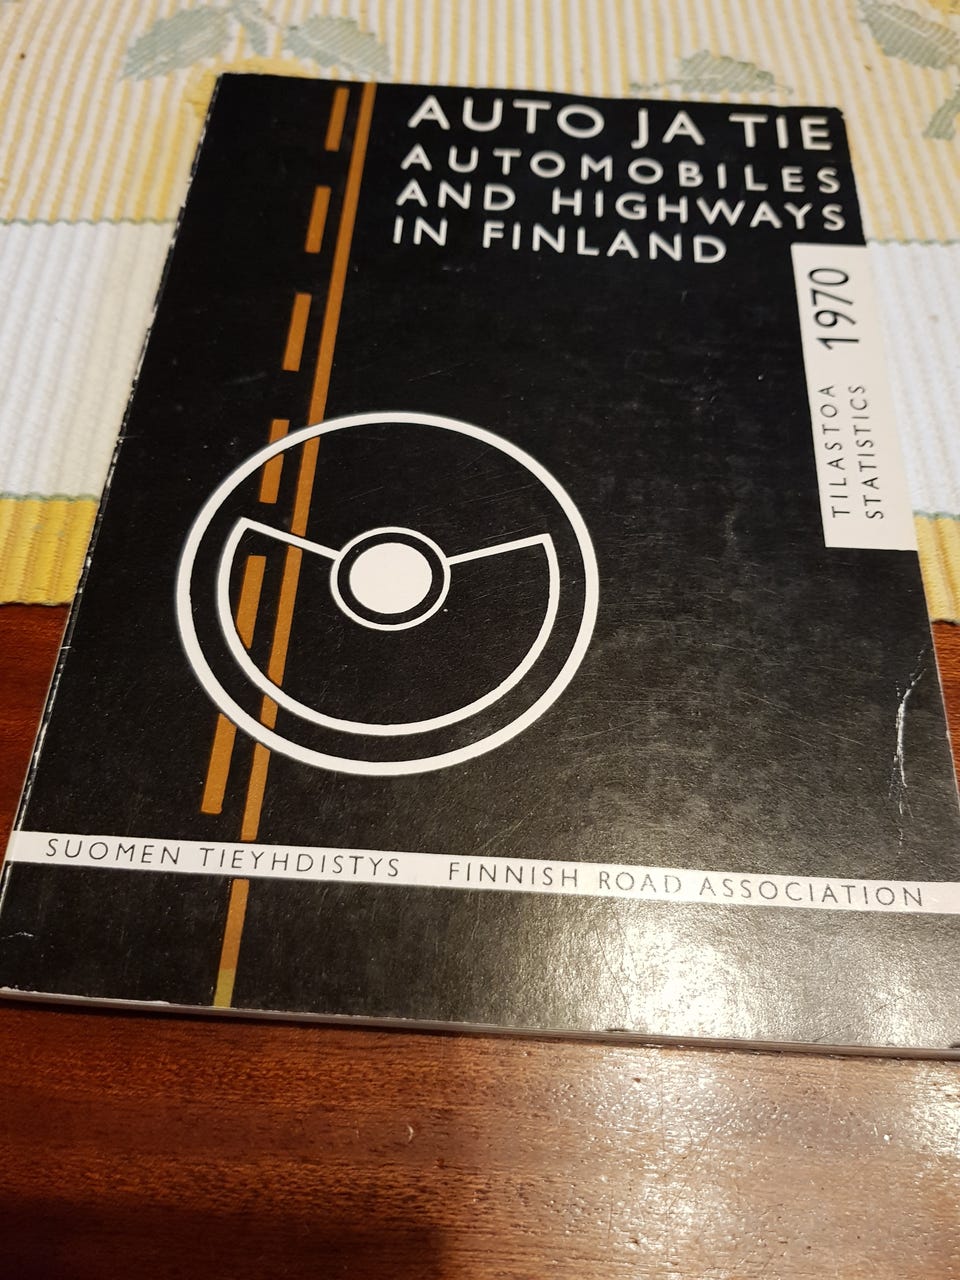 AUTO JA TIE
AUTOMOBILES
AND HIGHWAYS
IN FINLAND
TILASTOA 1970
STATISTICS
SUOMEN TIEYHDISTYS FINNISH ROAD ASSOCIATION